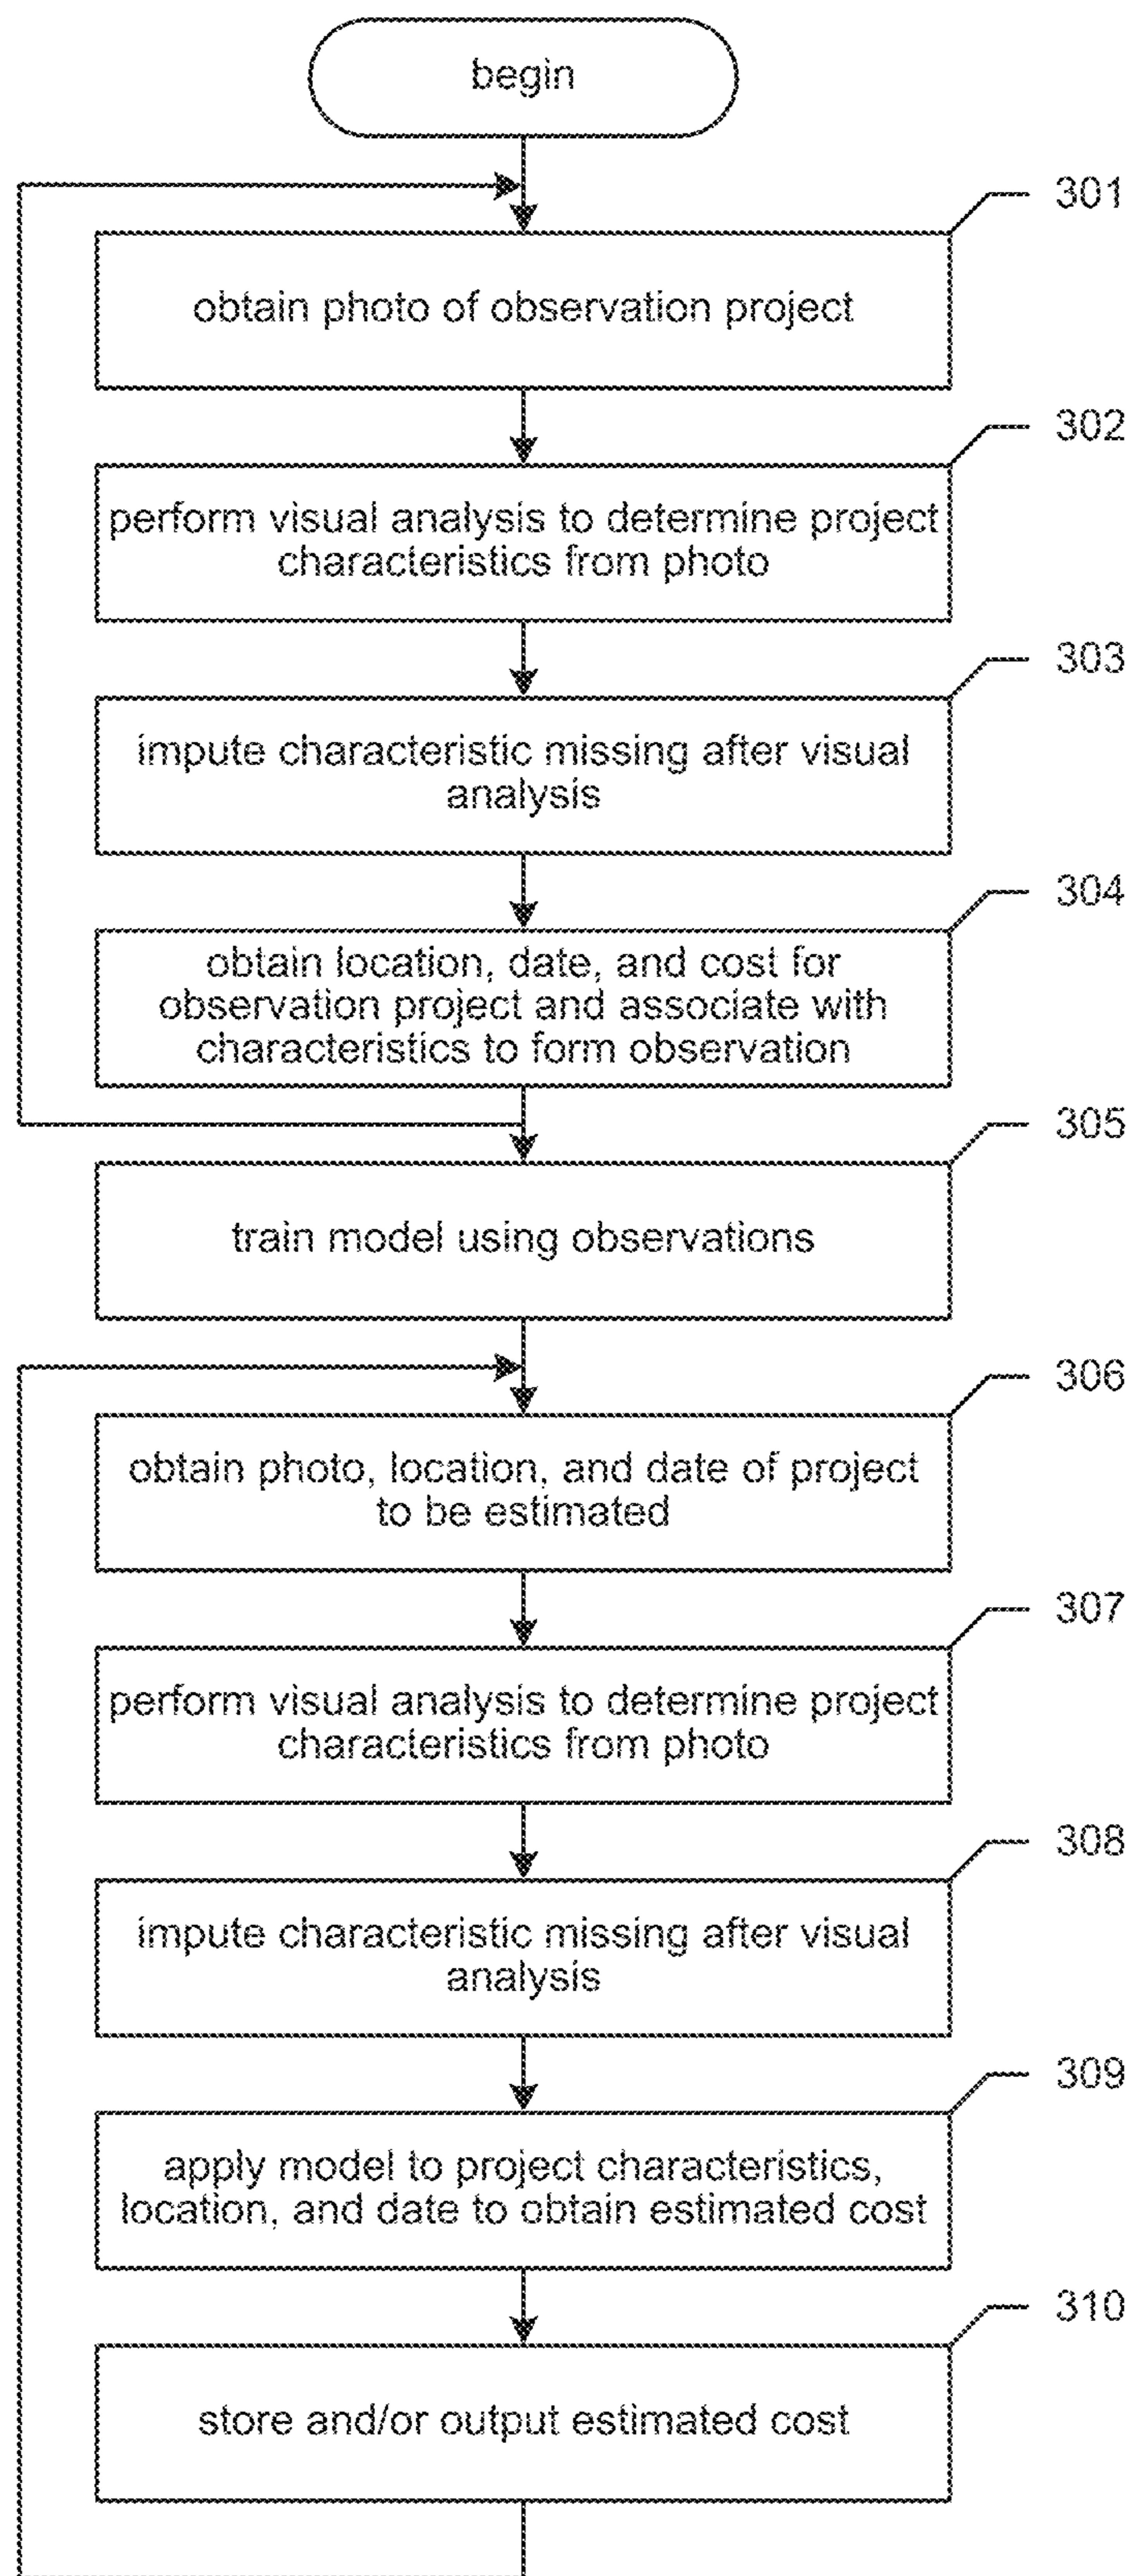 begin
301
obtain photo of observation project
302
perform visual analysis to determine project
characteristics from photo
303
impute characteristic missing after visual
analysis
304
obtain location, date, and cost for
observation project and associate with
characteristics to form observation
305
train model using observations
306
obtain photo, location, and date of project
to be estimated
307
perform visual analysis to determine project
characteristics from photo
308
impute characteristic missing after visual
analysis
309
apply model to project characteristics,
location, and date to obtain estimated cost
310
store and/or output estimated cost